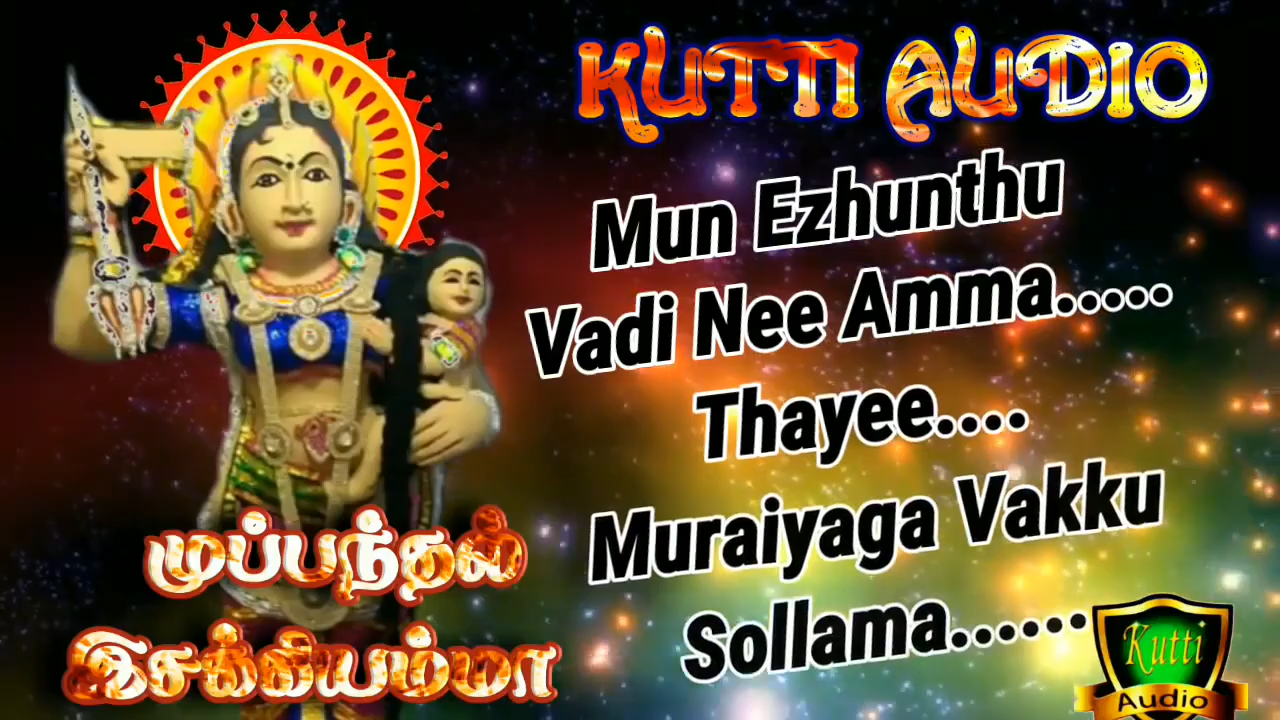 KUTTI AUDIO
Mun Ezhunthu
Vadi Nee Amma.....
Thayee....
Muraiyaga Vakku
Sollama......
முப்பந்தல்
இசக்கியம்மா
Kutti
Audio